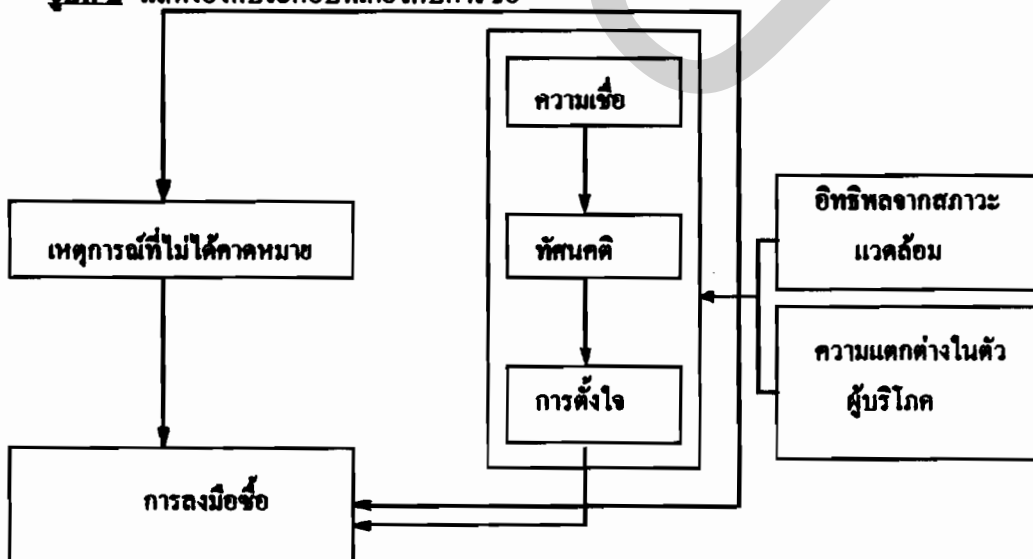 ความเชื่อ
อิทธิพลจากสภาวะ
แวดล้อม
เหตุการณ์ที่ไม่ได้คาดหมาย
ทัศนคติ
ความแตกต่างในตัว
ผู้บริโภค
การตั้งใจ
การลงมือซื้อ